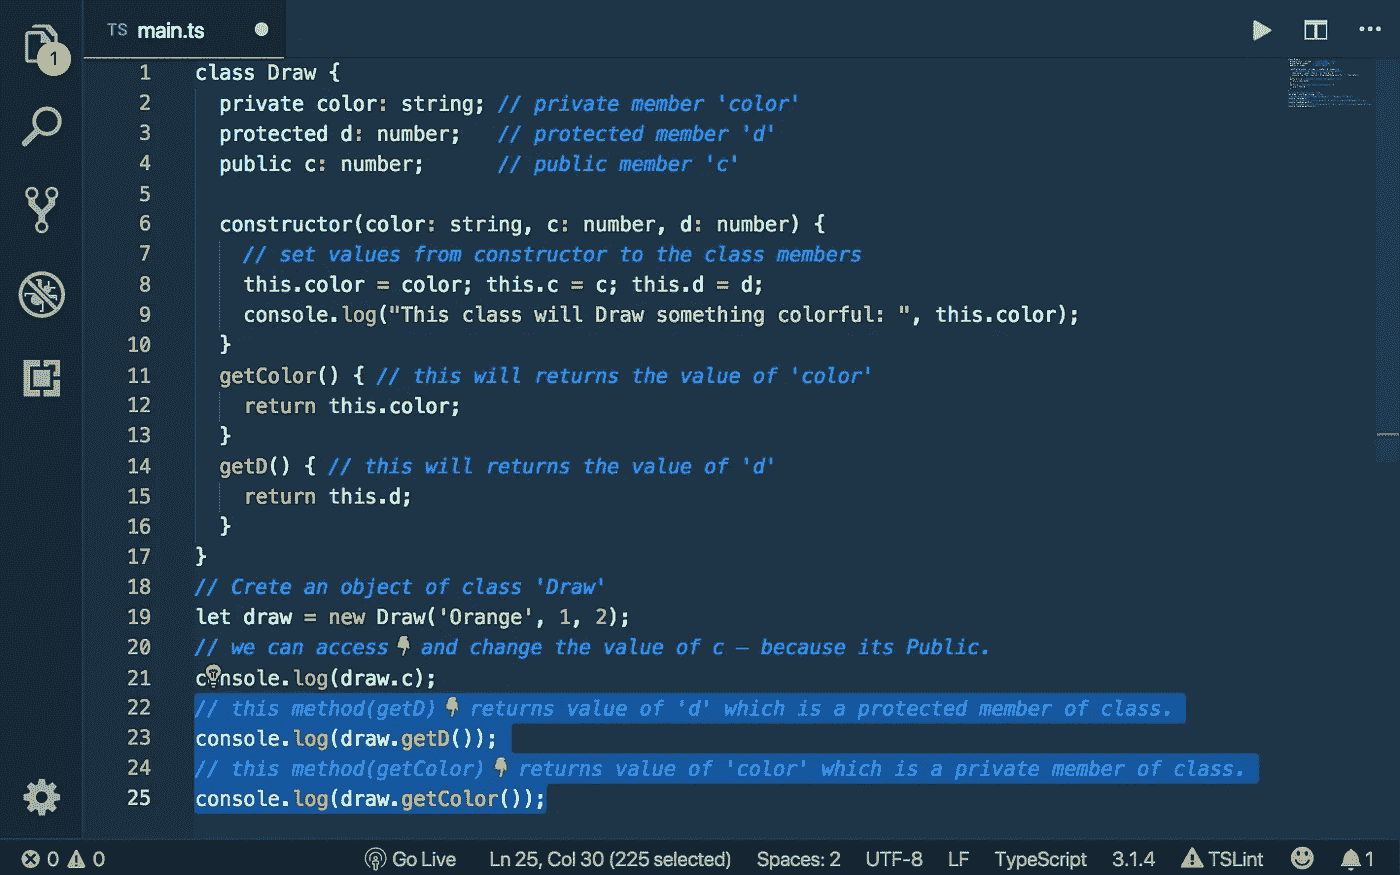 TS main.ts
1
1 class Draw {
2 private color: string; // private member 'color'
3 protected d: number; // protected member 'd'
4 public c: number; // public member 'c'
5
6 constructor(color: string, c: number, d: number) {
7 // set values from constructor to the class members
8 this.color = color; this.c = c; this.d = d;
9 console.log("This class will Draw something colorful: ", this.color);
10 }
11 getColor() { // this will returns the value of 'color'
12 return this.color;
13 }
14 getD() { // this will returns the value of 'd'
15 return this.d;
16 }
17 }
18 // Crete an object of class 'Draw'
19 let draw = new Draw('Orange', 1, 2);
20 // we can access👇 and change the value of c – because its Public.
21 console.log(draw.c);
22 // this method(getD)👇 returns value of 'd' which is a protected member of class.
23 console.log(draw.getD());
24 // this method(getColor)👇 returns value of 'color' which is a private member of class.
25 console.log(draw.getColor());
0 0 Go Live Ln 25, Col 30 (225 selected) Spaces: 2 UTF-8 LF TypeScript 3.1.4 TSLint 1